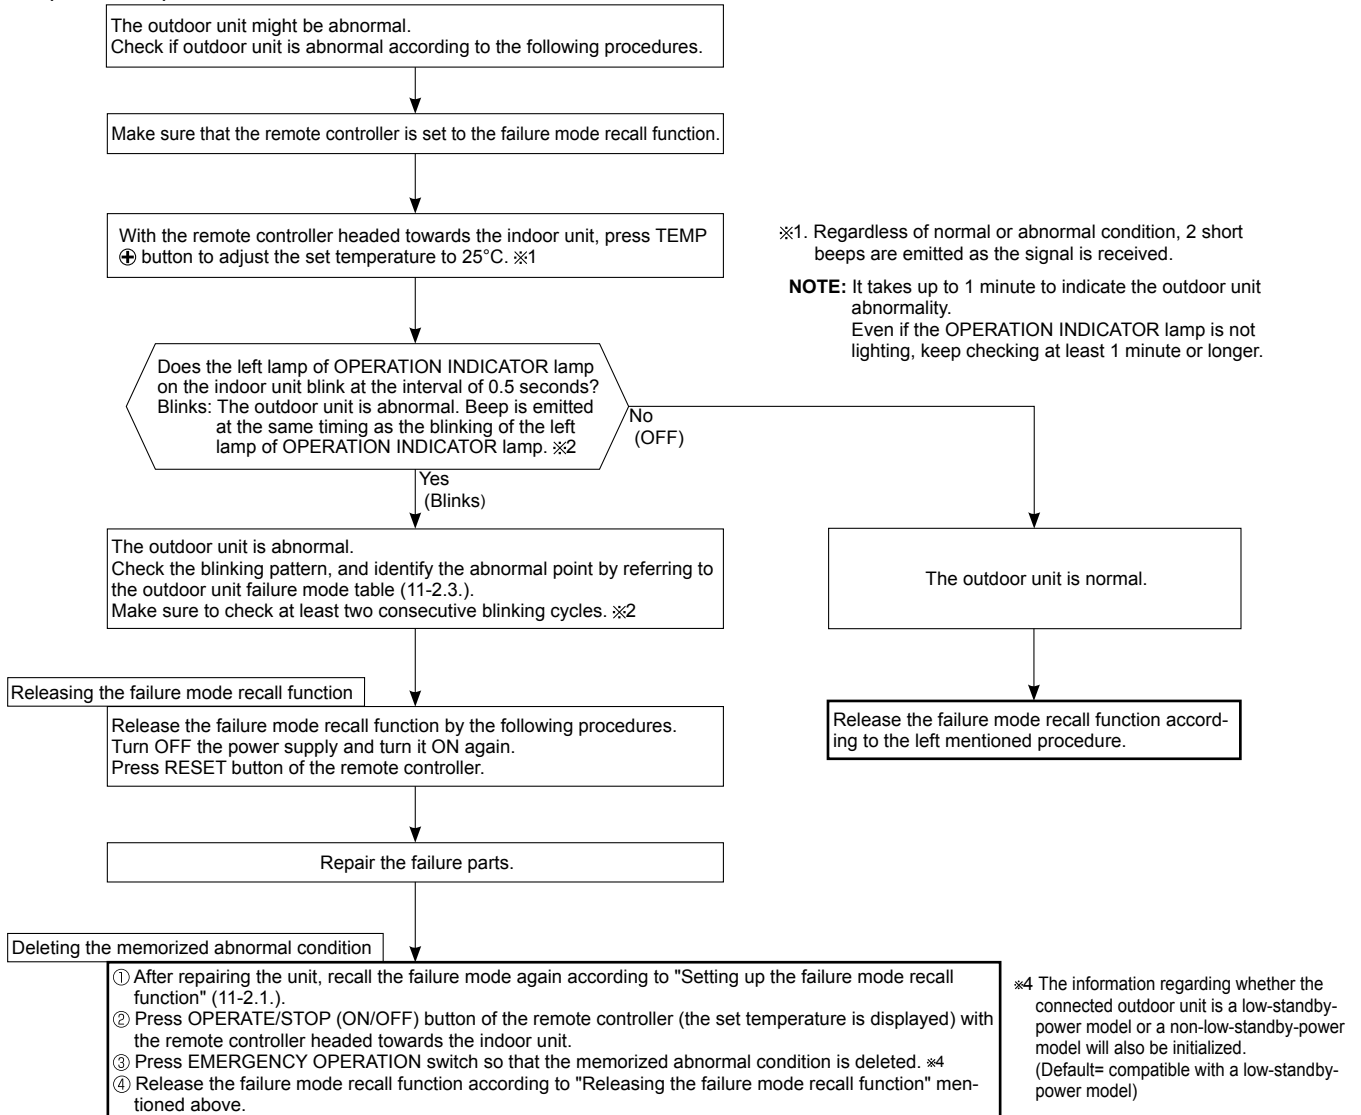 The outdoor unit might be abnormal.
Check if outdoor unit is abnormal according to the following procedures.
Make sure that the remote controller is set to the failure mode recall function.
With the remote controller headed towards the indoor unit, press TEMP
⊕ button to adjust the set temperature to 25°C. ※1
※1. Regardless of normal or abnormal condition, 2 short
beeps are emitted as the signal is received.
NOTE: It takes up to 1 minute to indicate the outdoor unit
abnormality.
Even if the OPERATION INDICATOR lamp is not
lighting, keep checking at least 1 minute or longer.
Does the left lamp of OPERATION INDICATOR lamp
on the indoor unit blink at the interval of 0.5 seconds?
Blinks: The outdoor unit is abnormal. Beep is emitted
at the same timing as the blinking of the left
lamp of OPERATION INDICATOR lamp. ※2
No
(OFF)
Yes
(Blinks)
The outdoor unit is abnormal.
Check the blinking pattern, and identify the abnormal point by referring to
the outdoor unit failure mode table (11-2.3.).
Make sure to check at least two consecutive blinking cycles. ※2
The outdoor unit is normal.
Releasing the failure mode recall function
Release the failure mode recall function by the following procedures.
Turn OFF the power supply and turn it ON again.
Press RESET button of the remote controller.
Release the failure mode recall function accord-
ing to the left mentioned procedure.
Repair the failure parts.
Deleting the memorized abnormal condition
① After repairing the unit, recall the failure mode again according to "Setting up the failure mode recall
function" (11-2.1.).
② Press OPERATE/STOP (ON/OFF) button of the remote controller (the set temperature is displayed) with
the remote controller headed towards the indoor unit.
③ Press EMERGENCY OPERATION switch so that the memorized abnormal condition is deleted. ※4
④ Release the failure mode recall function according to "Releasing the failure mode recall function" men-
tioned above.
※4 The information regarding whether the
connected outdoor unit is a low-standby-
power model or a non-low-standby-power
model will also be initialized.
(Default= compatible with a low-standby-
power model)